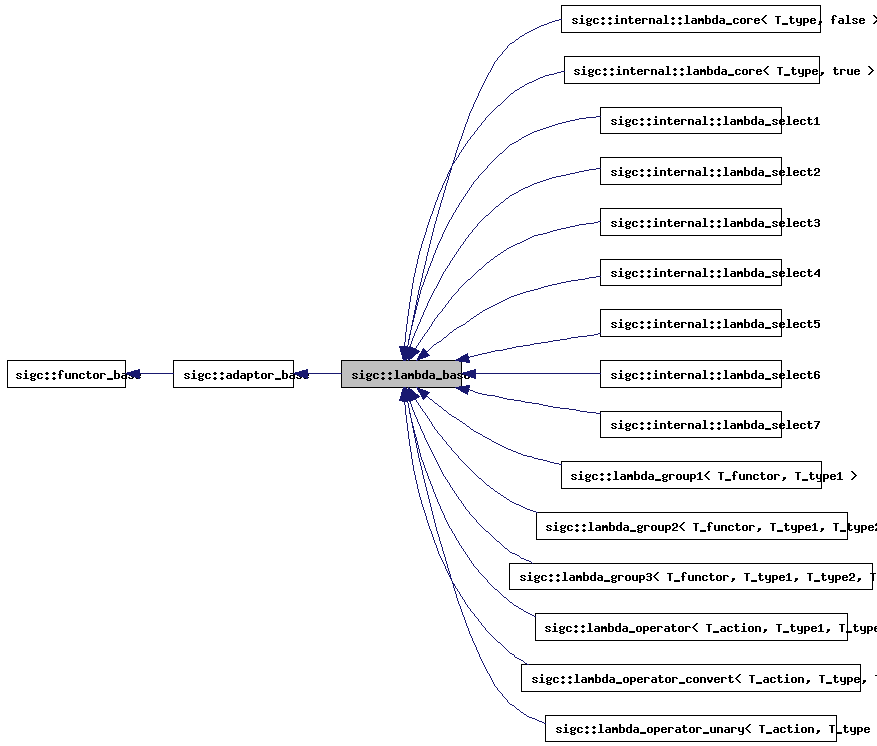 sigc::internal::lambda_core< T_type, false >
sigc::internal::lambda_core< T_type, true >
sigc::internal::lambda_select1
sigc::internal::lambda_select2
sigc::internal::lambda_select3
sigc::internal::lambda_select4
sigc::internal::lambda_select5
sigc::functor_base
sigc::adaptor_base
sigc::lambda_base
sigc::internal::lambda_select6
sigc::internal::lambda_select7
sigc::lambda_group1< T_functor, T_type1 >
sigc::lambda_group2< T_functor, T_type1, T_type2
sigc::lambda_group3< T_functor, T_type1, T_type2, T
sigc::lambda_operator< T_action, T_type1, T_type
sigc::lambda_operator_convert< T_action, T_type,
sigc::lambda_operator_unary< T_action, T_type